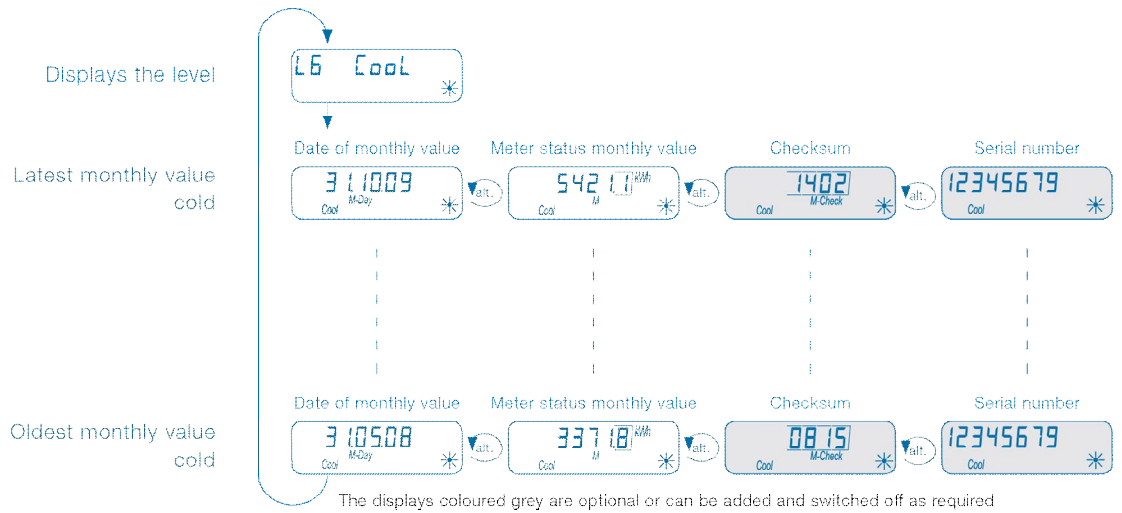 Displays the level
L6 CooL
Date of monthly value Meter status monthly value Checksum Serial number
Latest monthly value
cold
31.10.09 alt. 5421.1 kWh alt. 1402 alt. 12345679
Cool M-Day Cool M Cool M-Check Cool
Date of monthly value Meter status monthly value Checksum Serial number
Oldest monthly value
cold
31.05.08 alt. 3371.8 kWh alt. 0815 alt. 12345679
Cool M-Day Cool M Cool M-Check Cool
The displays coloured grey are optional or can be added and switched off as required